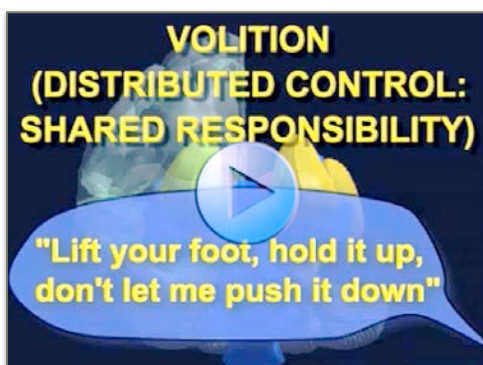 VOLITION
(DISTRIBUTED CONTROL:
SHARED RESPONSIBILITY)
"Lift your foot, hold it up,
don't let me push it down"